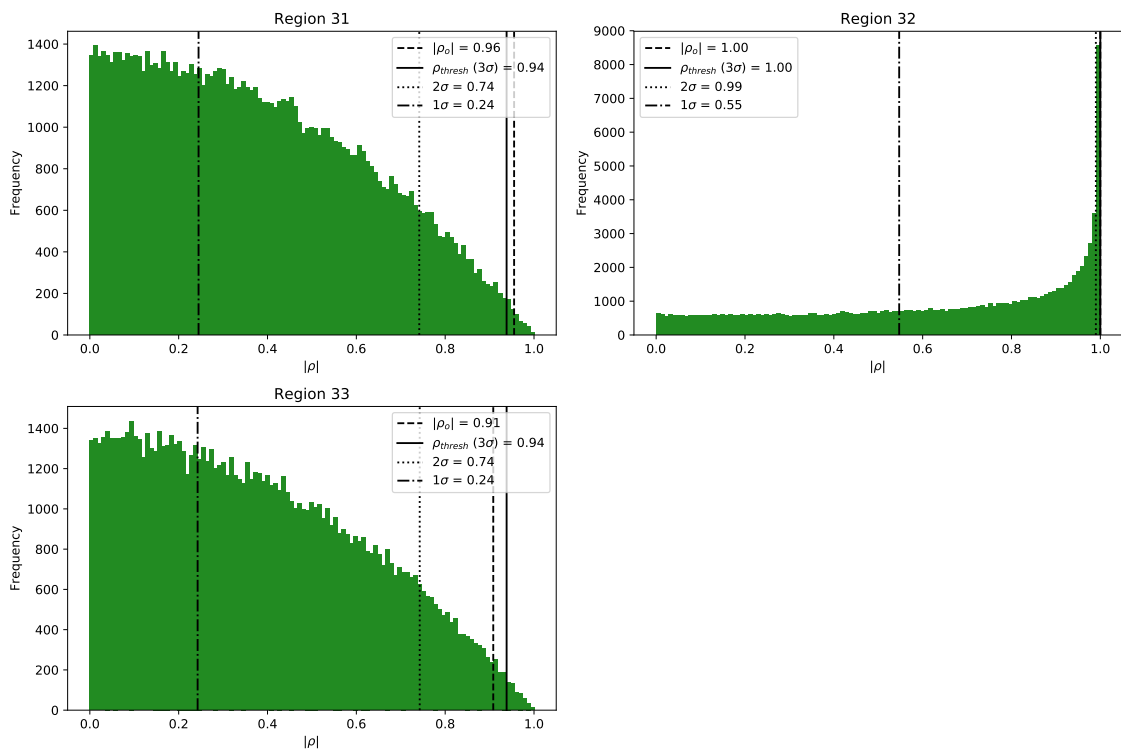 Region 31
1400
1200
1000
800
600
400
200
0
Frequency
0.0 0.2 0.4 0.6 0.8 1.0
|ρ|
|ρₒ| = 0.96
ρₜₕᵣₑₛₕ (3σ) = 0.94
2σ = 0.74
1σ = 0.24
Region 32
9000
8000
7000
6000
5000
4000
3000
2000
1000
0
Frequency
0.0 0.2 0.4 0.6 0.8 1.0
|ρ|
|ρₒ| = 1.00
ρₜₕᵣₑₛₕ (3σ) = 1.00
2σ = 0.99
1σ = 0.55
Region 33
1400
1200
1000
800
600
400
200
0
Frequency
0.0 0.2 0.4 0.6 0.8 1.0
|ρ|
|ρₒ| = 0.91
ρₜₕᵣₑₛₕ (3σ) = 0.94
2σ = 0.74
1σ = 0.24